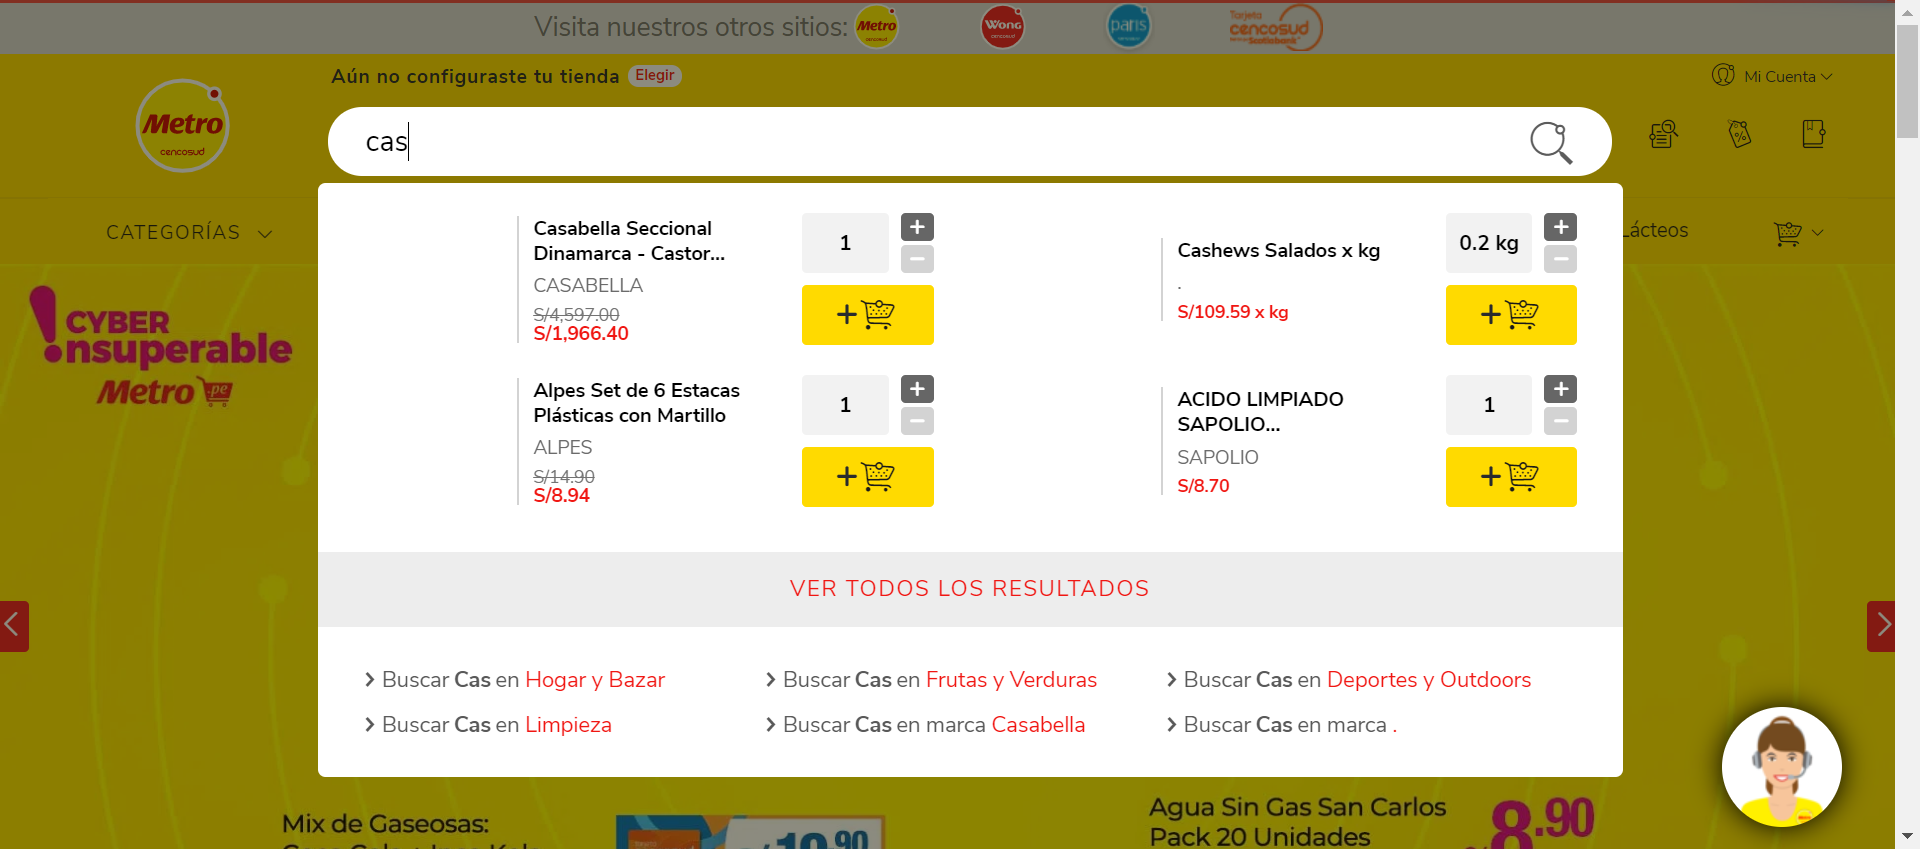 Visita nuestros otros sitios:
Metro
cencosud
Wong
cencosud
paris
cencosud
Tarjeta
cencosud
Scotiabank
Aún no configuraste tu tienda Elegir
Mi Cuenta
Metro
cencosud
cas
CATEGORÍAS
Lácteos
Casabella Seccional
Dinamarca - Castor...
CASABELLA
S/4,597.00
S/1,966.40
1
+
−
+
Cashews Salados x kg
.
S/109.59 x kg
0.2 kg
+
−
+
Alpes Set de 6 Estacas
Plásticas con Martillo
ALPES
S/14.90
S/8.94
1
+
−
+
ACIDO LIMPIADO
SAPOLIO...
SAPOLIO
S/8.70
1
+
−
+
VER TODOS LOS RESULTADOS
Buscar Cas en Hogar y Bazar
Buscar Cas en Frutas y Verduras
Buscar Cas en Deportes y Outdoors
Buscar Cas en Limpieza
Buscar Cas en marca Casabella
Buscar Cas en marca .
CYBER
!nsuperable
Metro .pe
Mix de Gaseosas:
Agua Sin Gas San Carlos
Pack 20 Unidades
8.90